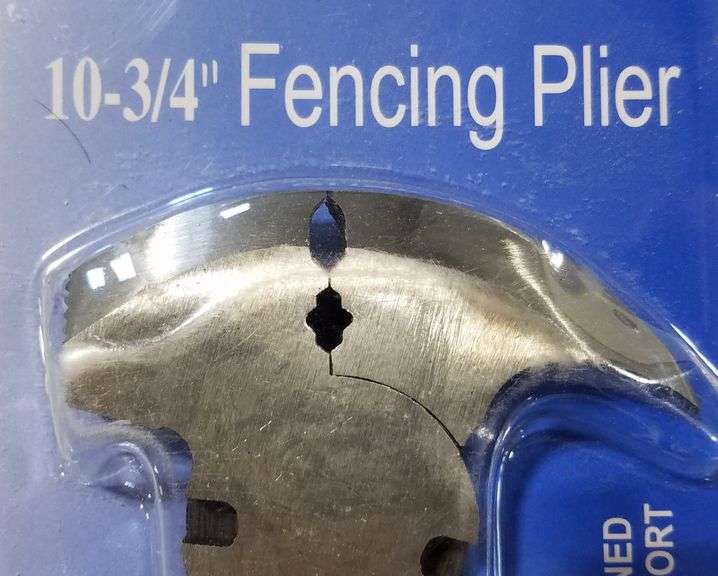 10-3/4" Fencing Plier
NED
ORT